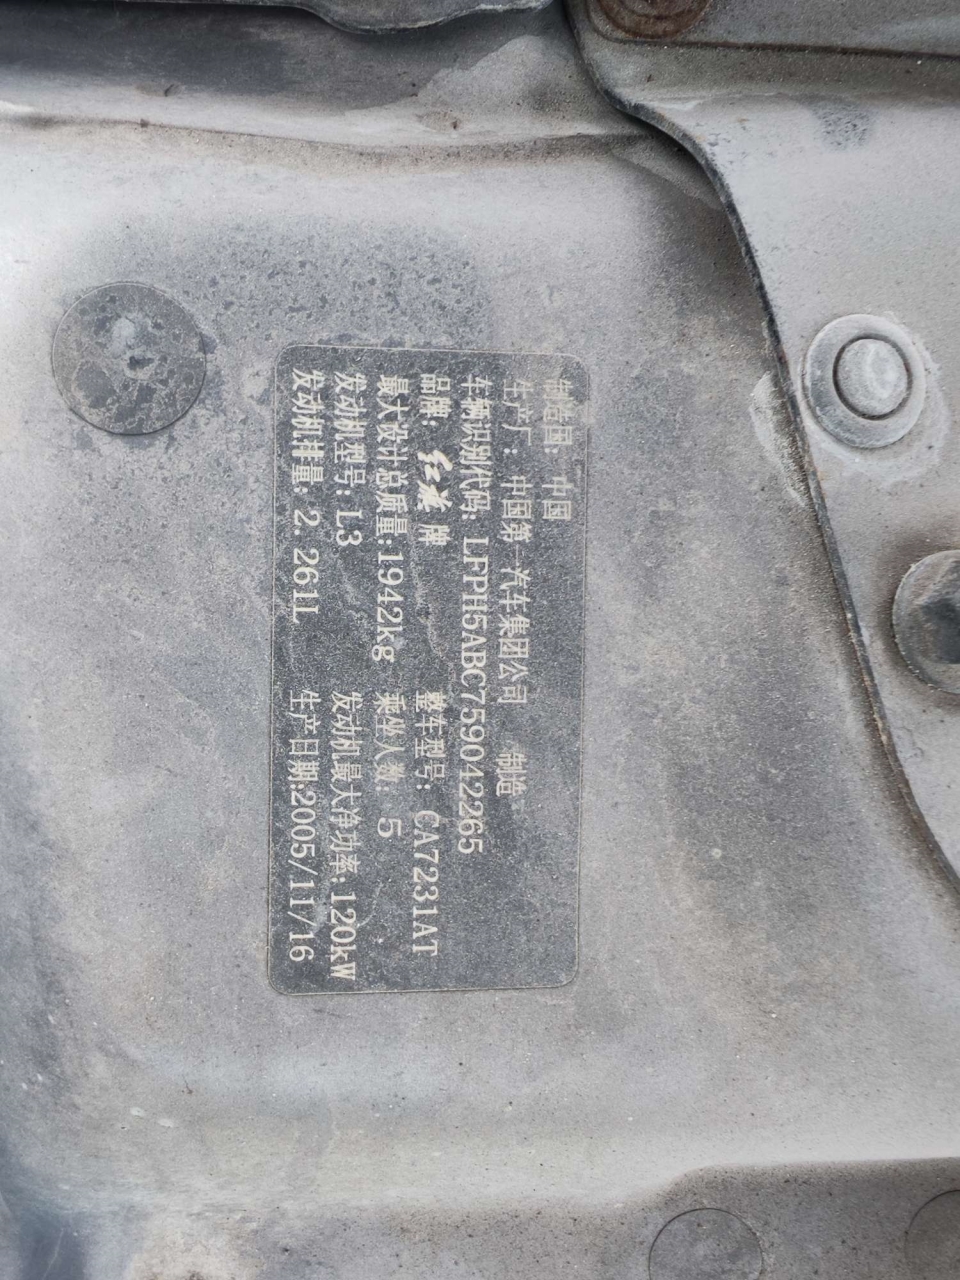 制造国: 中国
生产厂: 中国第一汽车集团公司 制造
车辆识别代码: LFPH5ABC759042265
品牌: 红旗 牌 整车型号: CA7231AT
最大设计总质量:1942kg 乘坐人数: 5
发动机型号: L3 发动机最大净功率:120kW
发动机排量: 2.261L 生产日期:2005/11/16